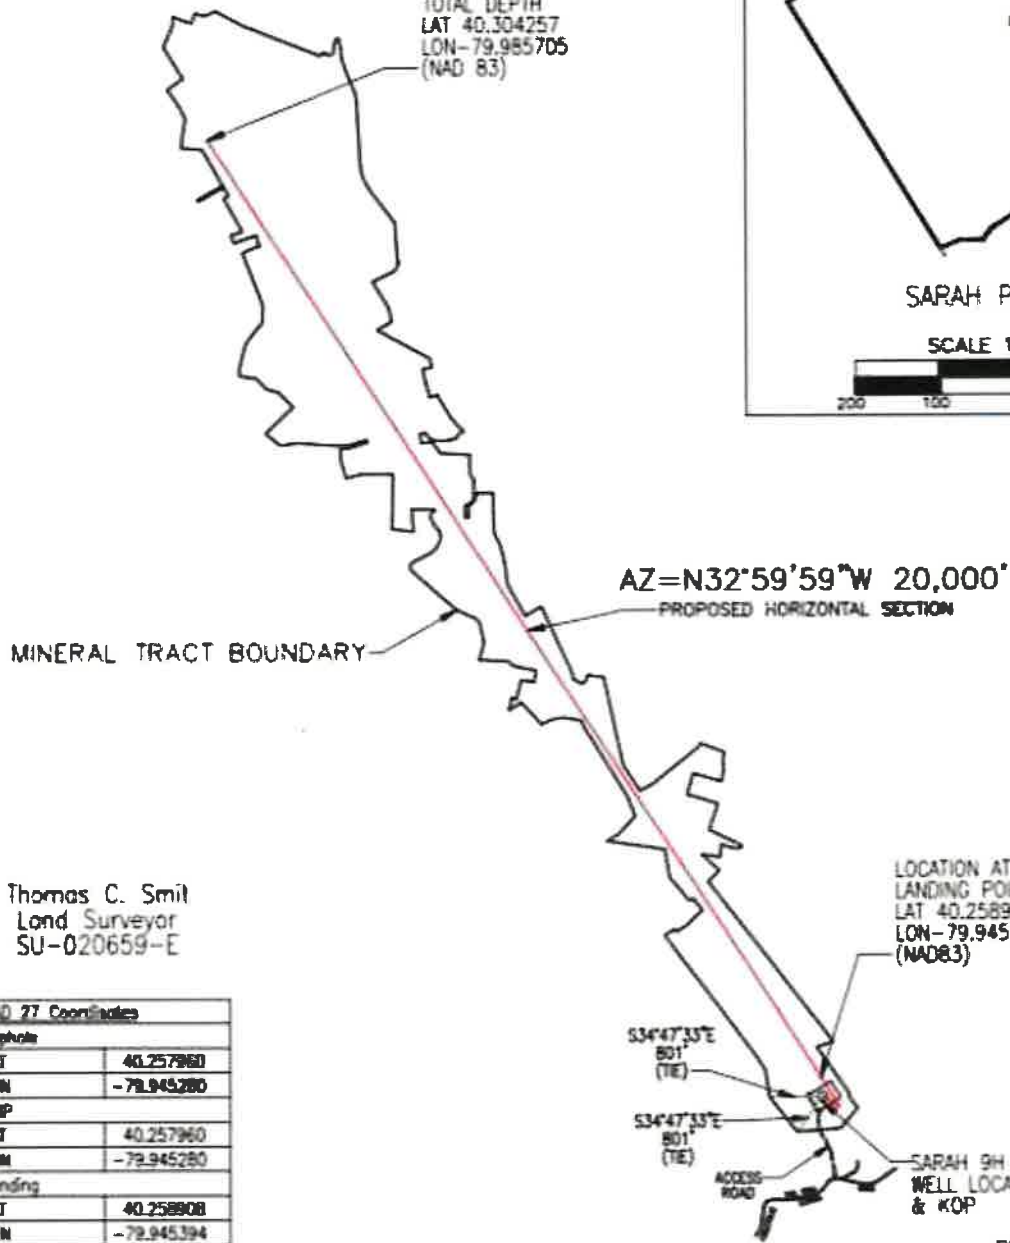 TOTAL DEPTH
LAT 40.304257
LON-79.985705
(NAD 83)
SARAH P
SCALE 1
200 100
AZ=N32°59'59"W 20,000'
PROPOSED HORIZONTAL SECTION
MINERAL TRACT BOUNDARY
Thomas C. Smit
Land Surveyor
SU-020659-E
LOCATION AT
LANDING POI
LAT 40.2589
LON-79.945
(NAD83)
27 Coordinates
40.257960
-79.945280
40.257960
-79.945280
nding
40.258908
-79.945394
S34°47'33"E
801'
(TIE)
S34°47'33"E
801'
(TIE)
ACCESS
ROAD
SARAH 9H
WELL LOCA
& KOP